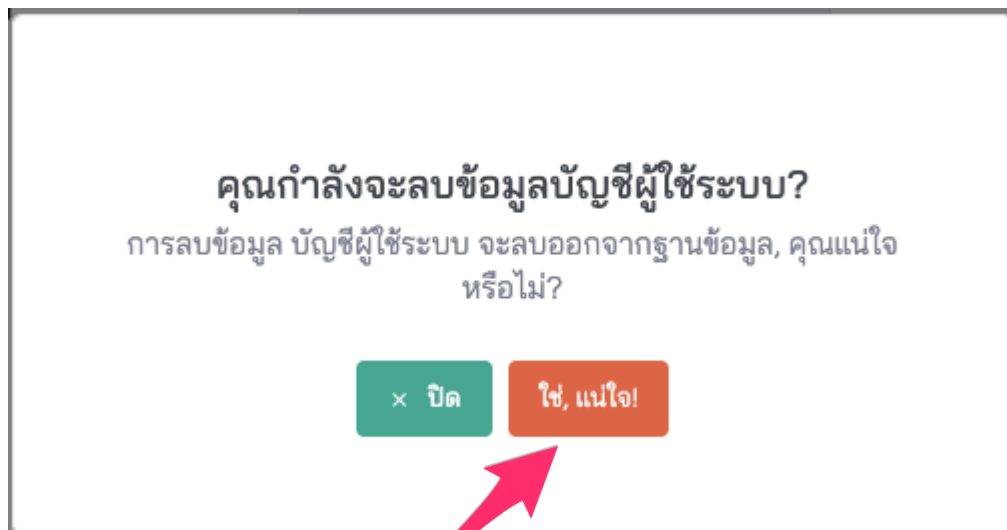 คุณกำลังจะลบข้อมูลบัญชีผู้ใช้ระบบ?
การลบข้อมูล บัญชีผู้ใช้ระบบ จะลบออกจากฐานข้อมูล, คุณแน่ใจ
หรือไม่?
× ปิด ใช่, แน่ใจ!